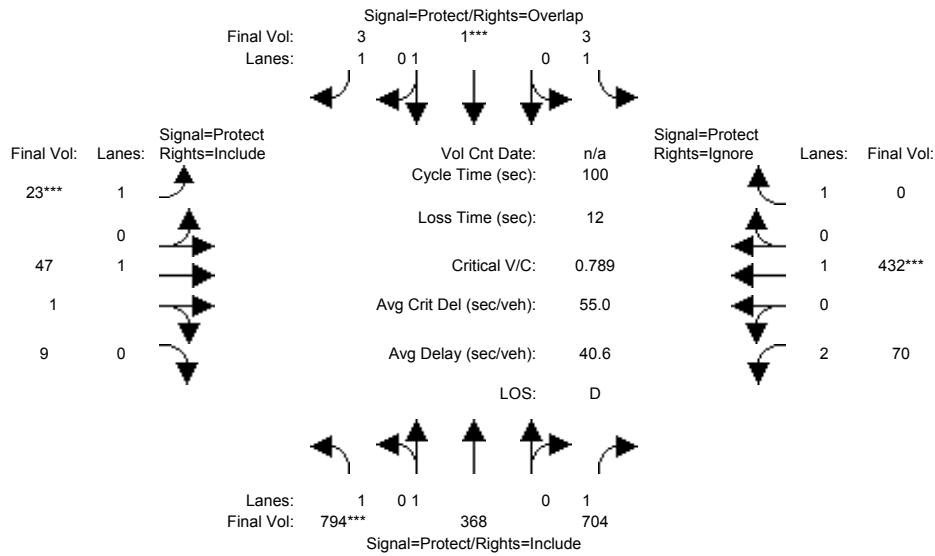 Signal=Protect/Rights=Overlap
Final Vol: 3 1*** 3
Lanes: 1 0 1 0 1
Signal=Protect
Final Vol: Lanes: Rights=Include
Vol Cnt Date: n/a
Signal=Protect
Rights=Ignore Lanes: Final Vol:
Cycle Time (sec): 100
23*** 1
1 0
Loss Time (sec): 12
0
0
47 1
Critical V/C: 0.789
1 432***
1
Avg Crit Del (sec/veh): 55.0
0
9 0
Avg Delay (sec/veh): 40.6
2 70
LOS: D
Lanes: 1 0 1 0 1
Final Vol: 794*** 368 704
Signal=Protect/Rights=Include